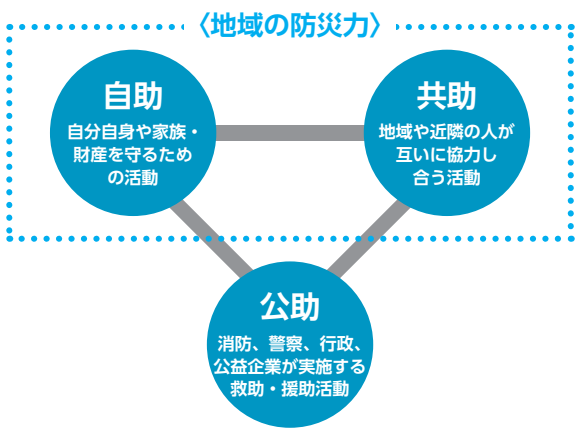 〈地域の防災力〉
自助
自分自身や家族・
財産を守るため
の活動
共助
地域や近隣の人が
互いに協力し
合う活動
公助
消防、警察、行政、
公益企業が実施する
救助・援助活動